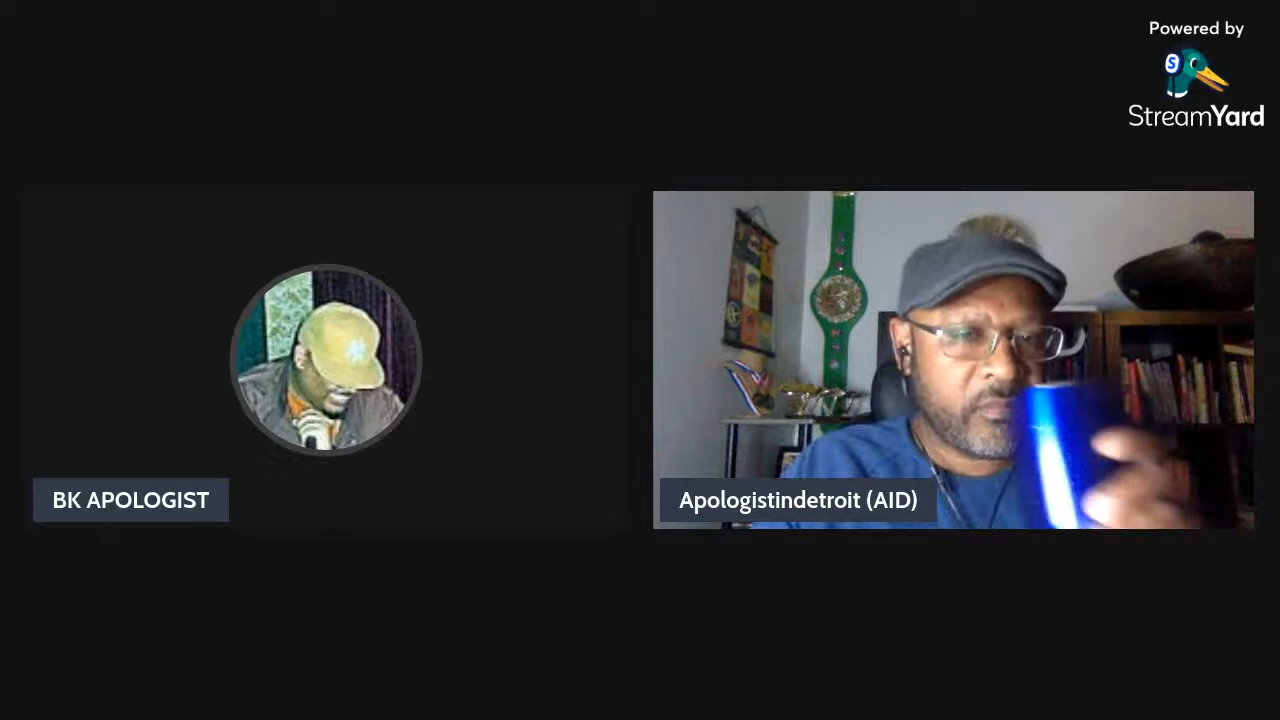 Powered by
S
StreamYard
BK APOLOGIST
Apologistindetroit (AID)